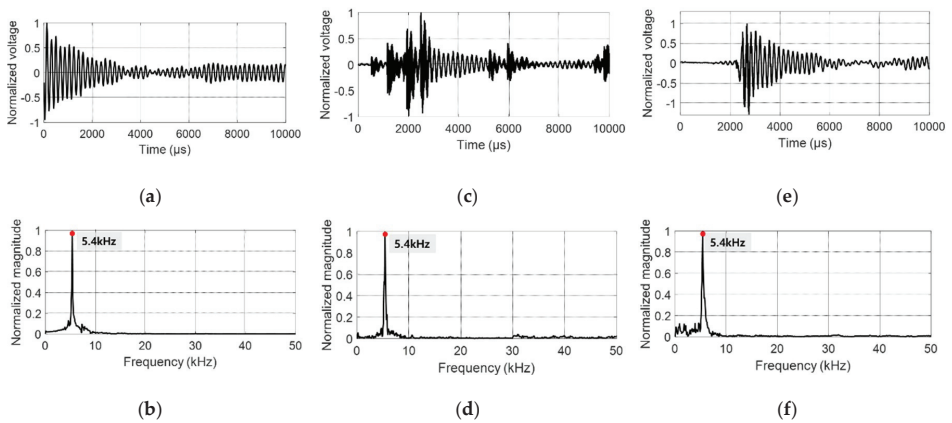 1
0.5
0
-0.5
-1
Normalized voltage
0 2000 4000 6000 8000 10000
Time (µs)
(a)
1
0.5
0
-0.5
1
Normalized voltage
0 2000 4000 6000 8000 10000
Time (µs)
(c)
1
0.5
0
-0.5
-1
Normalized voltage
0 2000 4000 6000 8000 10000
Time (µs)
(e)
1
0.8
0.6
0.4
0.2
0
Normalized magnitude
5.4kHz
0 10 20 30 40 50
Frequency (kHz)
(b)
1
0.8
0.6
0.4
0.2
0
Normalized magnitude
5.4kHz
0 10 20 30 40 50
Frequency (kHz)
(d)
1
0.8
0.6
0.4
0.2
0
Normalized magnitude
5.4kHz
0 10 20 30 40 50
Frequency (kHz)
(f)